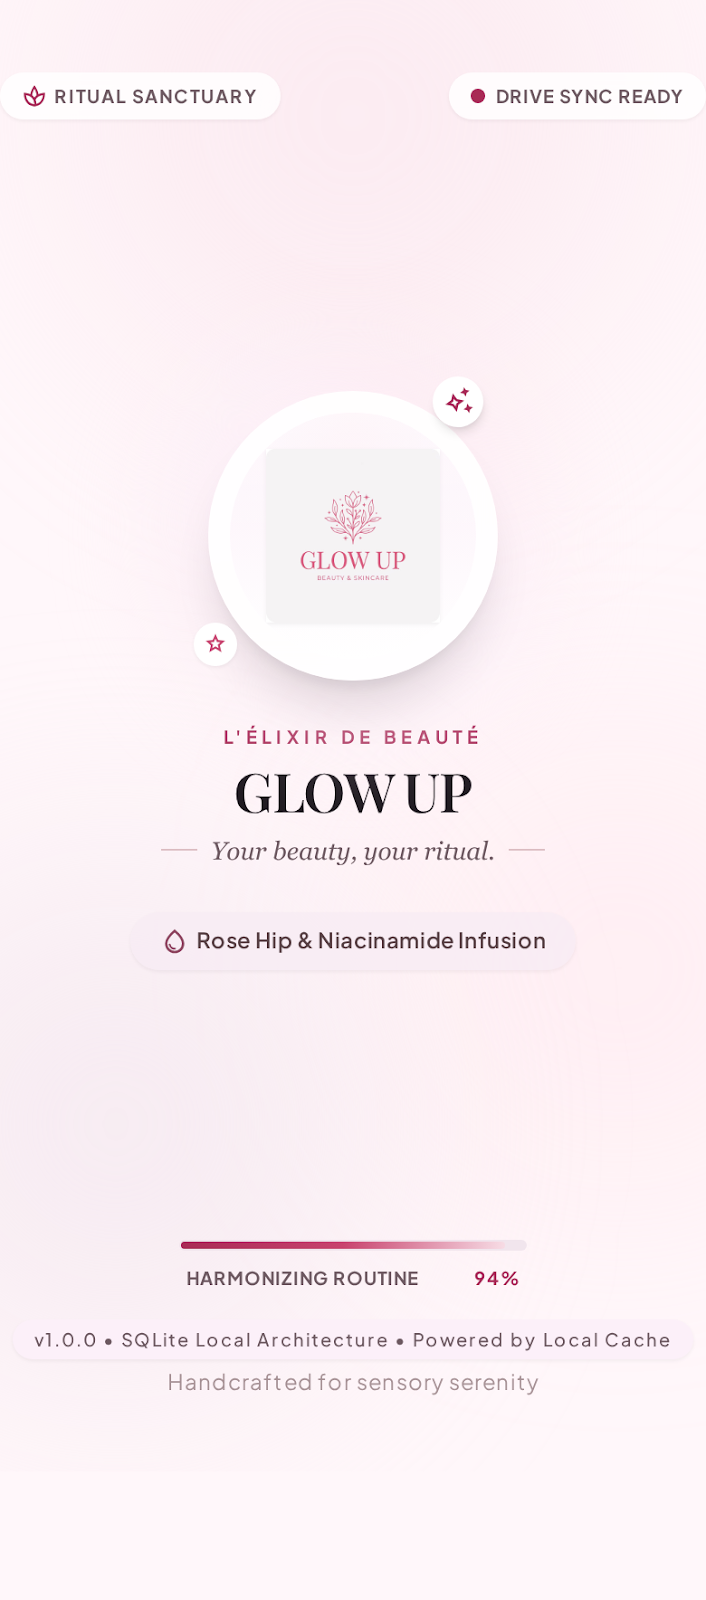 RITUAL SANCTUARY
DRIVE SYNC READY
GLOW UP
BEAUTY & SKINCARE
L'ÉLIXIR DE BEAUTÉ
GLOW UP
Your beauty, your ritual.
Rose Hip & Niacinamide Infusion
HARMONIZING ROUTINE 94%
v1.0.0 • SQLite Local Architecture • Powered by Local Cache
Handcrafted for sensory serenity